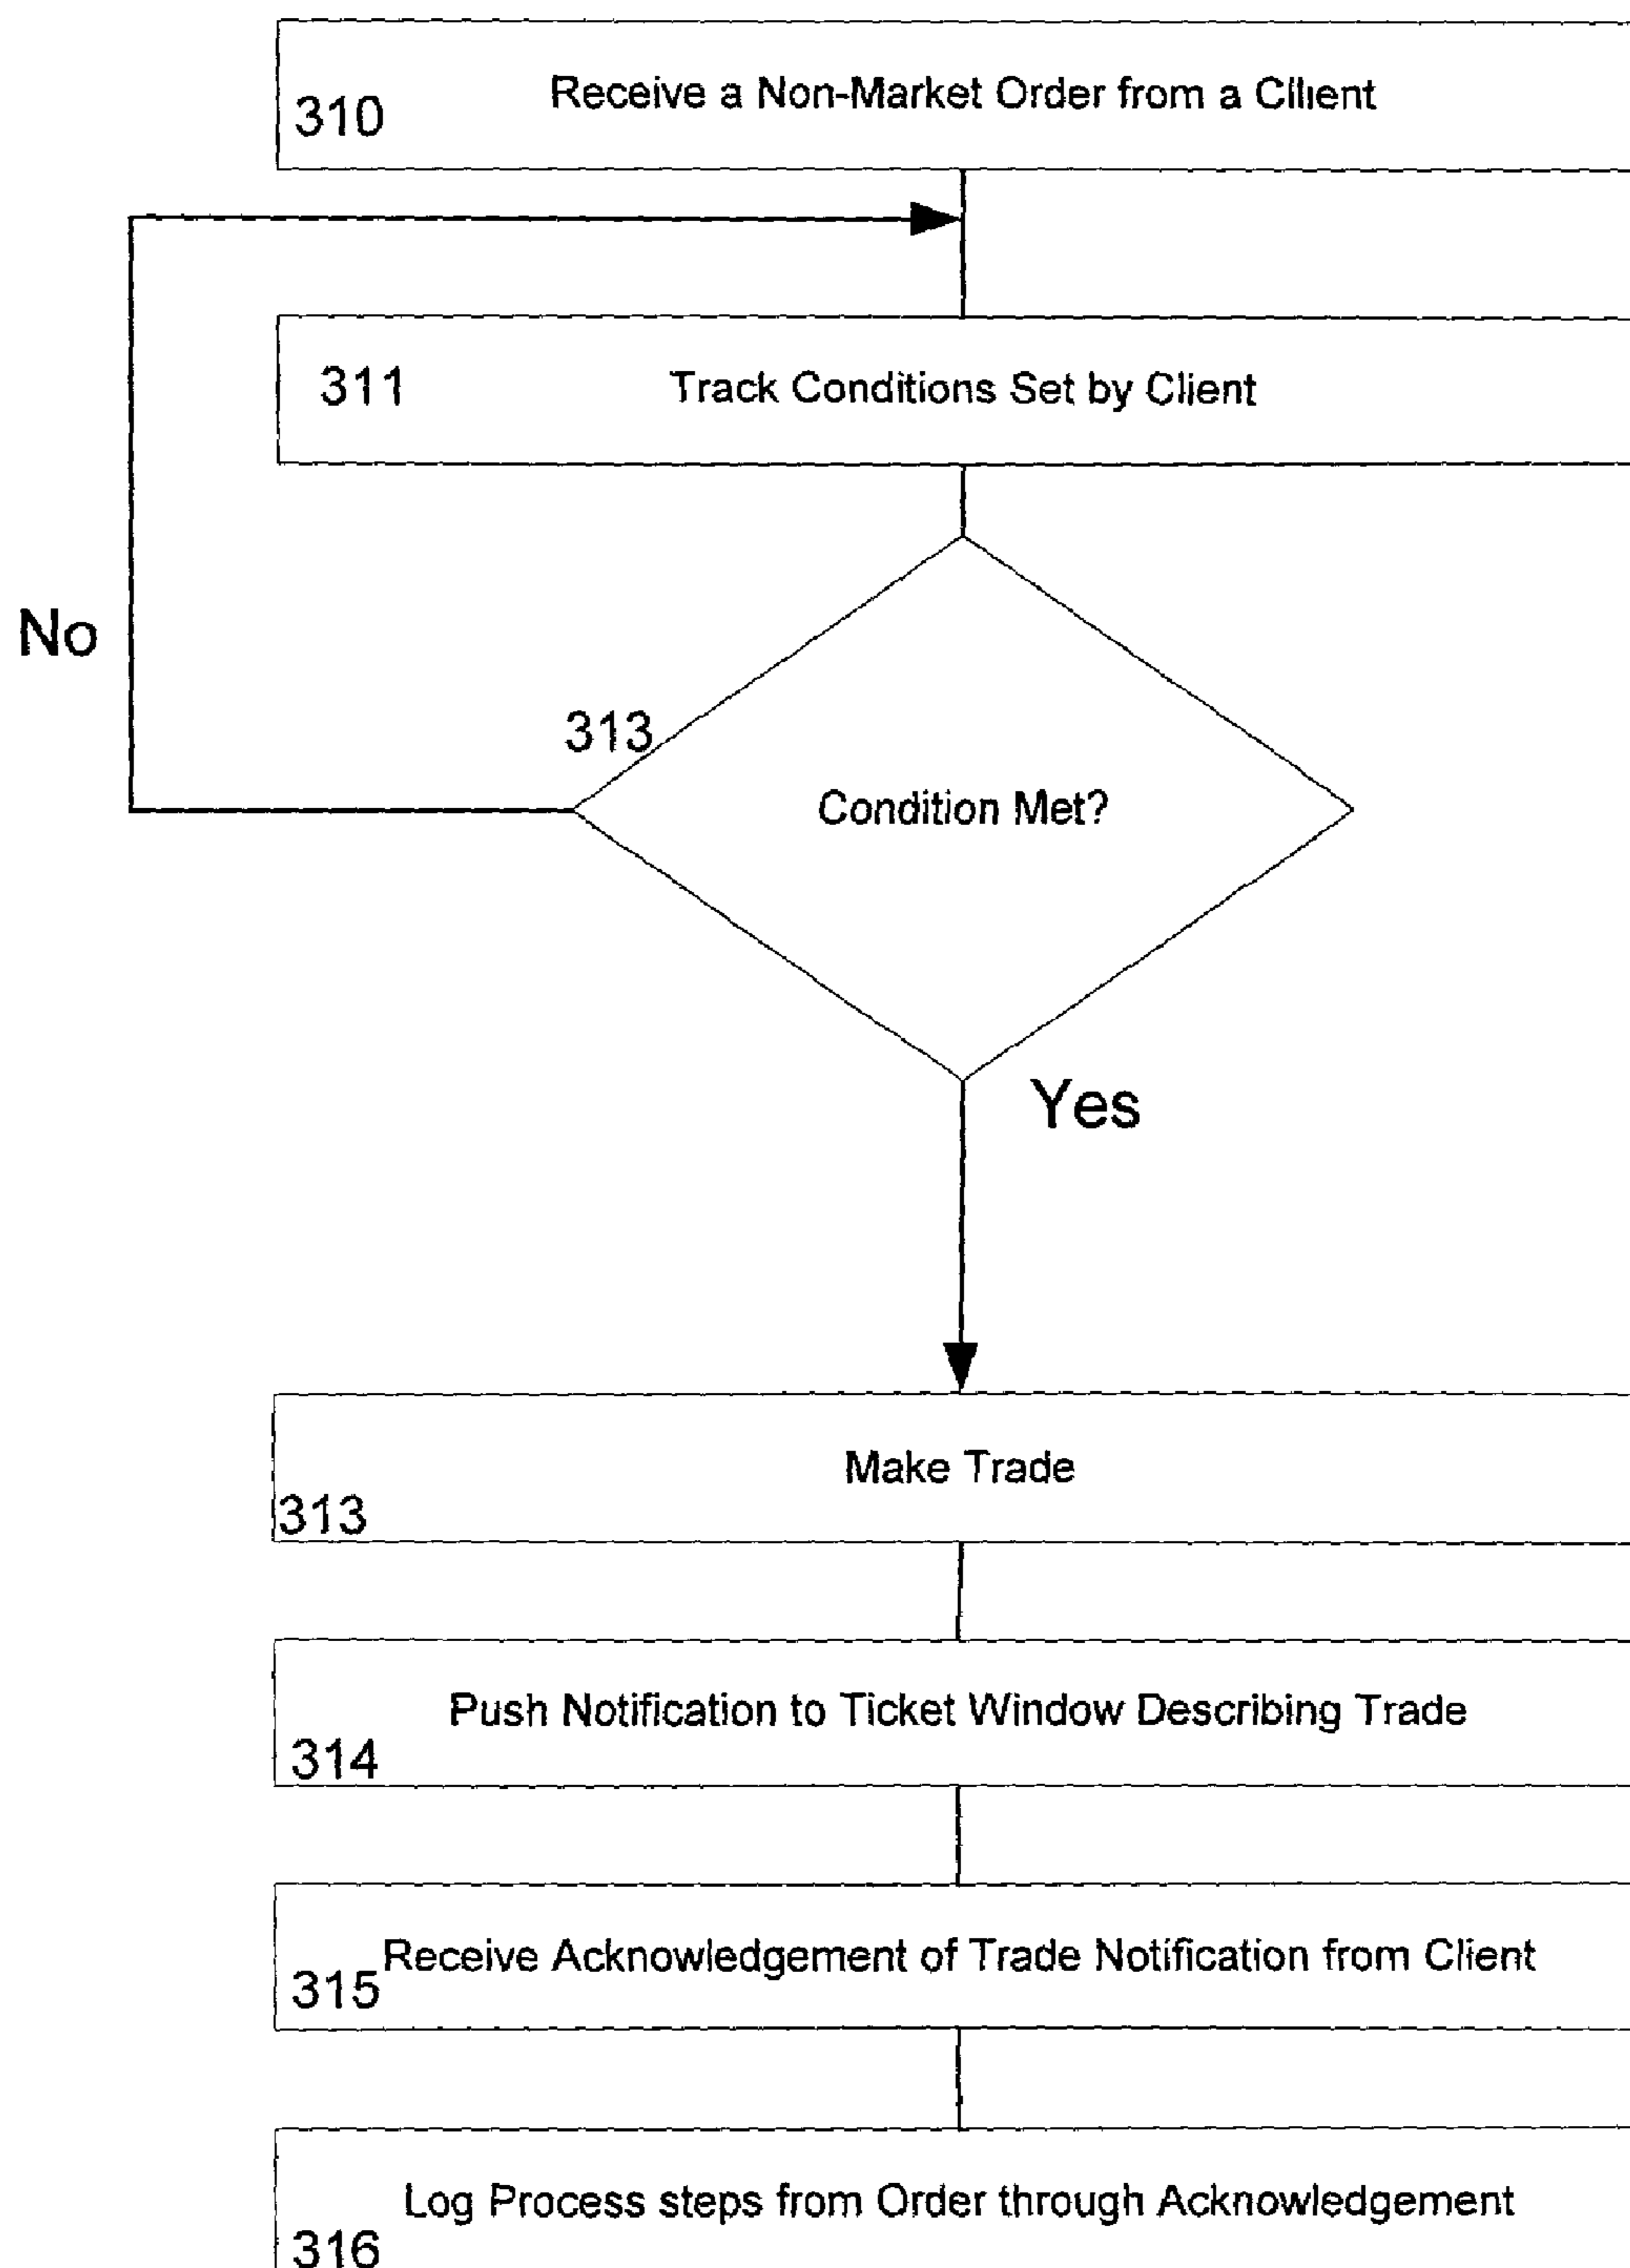 Receive a Non-Market Order from a Cllient
310
311 Track Conditions Set by Client
No
313
Condition Met?
Yes
Make Trade
313
Push Notification to Ticket Window Describing Trade
314
Receive Acknowledgement of Trade Notification from Client
315
Log Process steps from Order through Acknowledgement
316